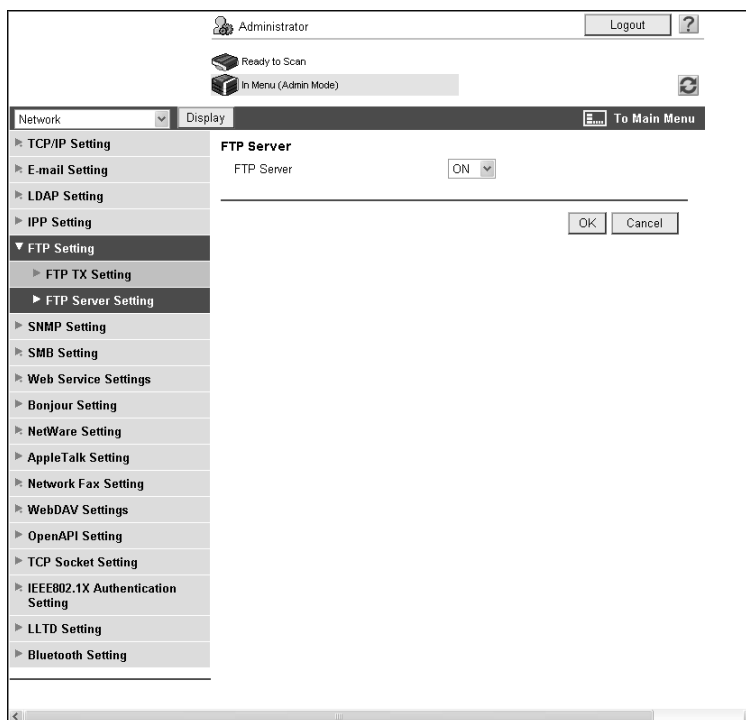 Administrator
Logout
?
Ready to Scan
In Menu (Admin Mode)
Network
Display
To Main Menu
TCP/IP Setting
E-mail Setting
LDAP Setting
IPP Setting
FTP Setting
FTP TX Setting
FTP Server Setting
SNMP Setting
SMB Setting
Web Service Settings
Bonjour Setting
NetWare Setting
AppleTalk Setting
Network Fax Setting
WebDAV Settings
OpenAPI Setting
TCP Socket Setting
IEEE802.1X Authentication
Setting
LLTD Setting
Bluetooth Setting
FTP Server
FTP Server ON
OK Cancel